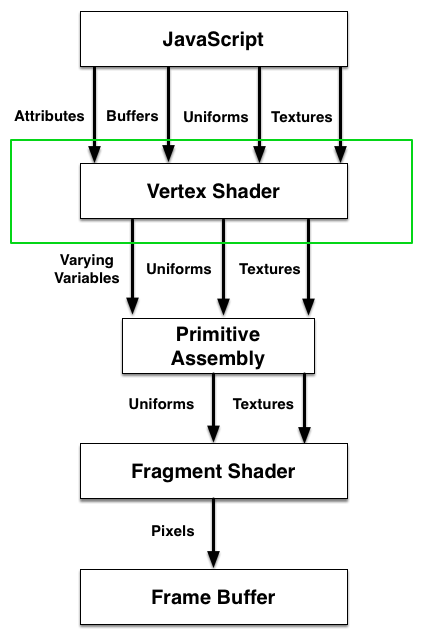 JavaScript
Attributes Buffers Uniforms Textures
Vertex Shader
Varying
Variables Uniforms Textures
Primitive
Assembly
Uniforms Textures
Fragment Shader
Pixels
Frame Buffer